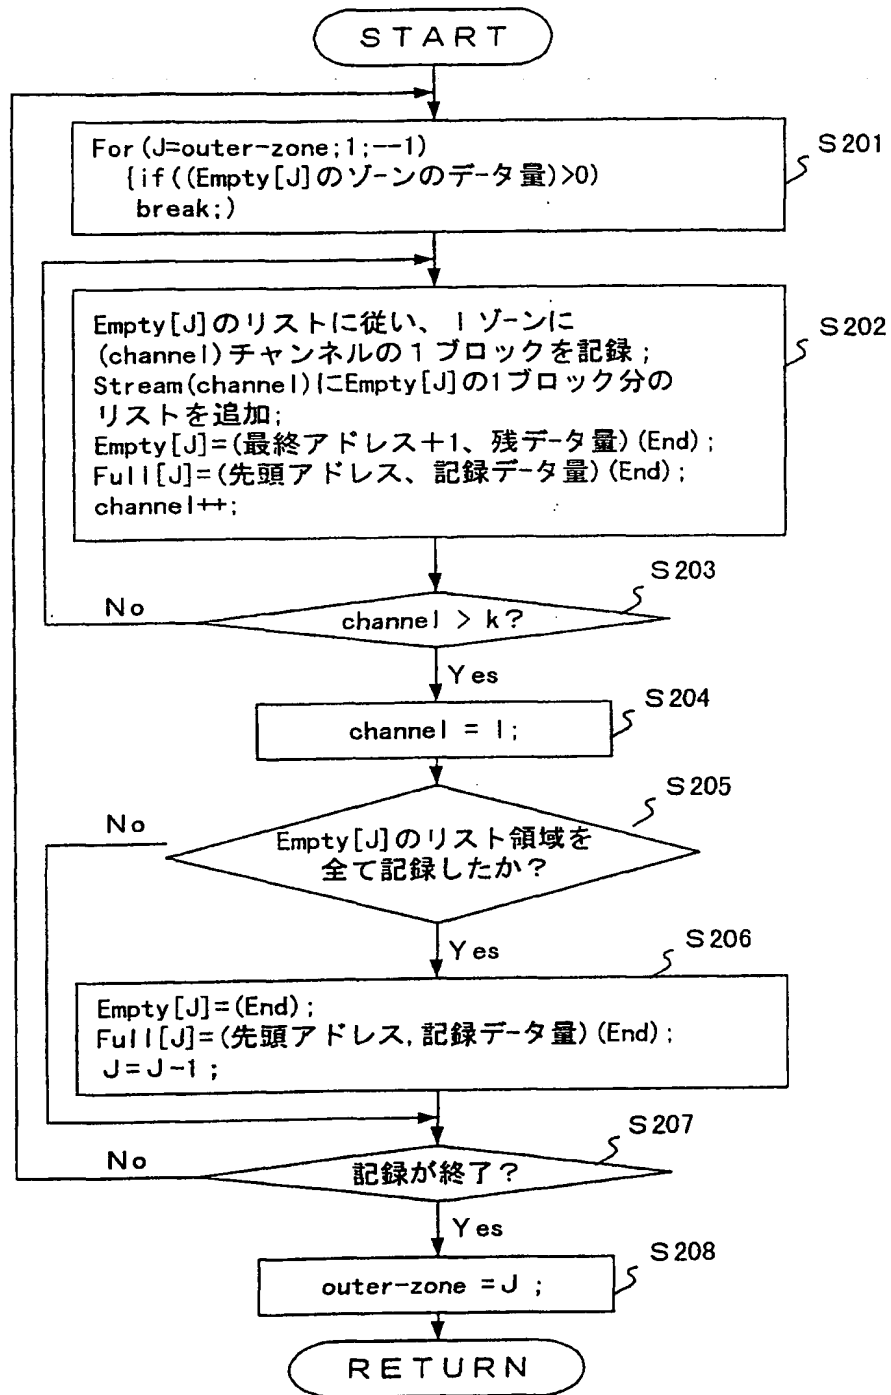 START
For(J=outer-zone;1;--1)
{if((Empty[J]のゾーンのデータ量)>0)
break;)
S201
Empty[J]のリストに従い、1ゾーンに
(channel)チャンネルの1ブロックを記録;
Stream(channel)にEmpty[J]の1ブロック分の
リストを追加;
Empty[J]=(最終アドレス+1、残データ量)(End);
Full[J]=(先頭アドレス、記録データ量)(End);
channel++;
S202
channel > k?
S203
No
Yes
channel = 1;
S204
Empty[J]のリスト領域を
全て記録したか?
S205
No
Yes
Empty[J]=(End);
Full[J]=(先頭アドレス,記録データ量)(End);
J=J-1;
S206
記録が終了?
S207
No
Yes
outer-zone =J ;
S208
RETURN